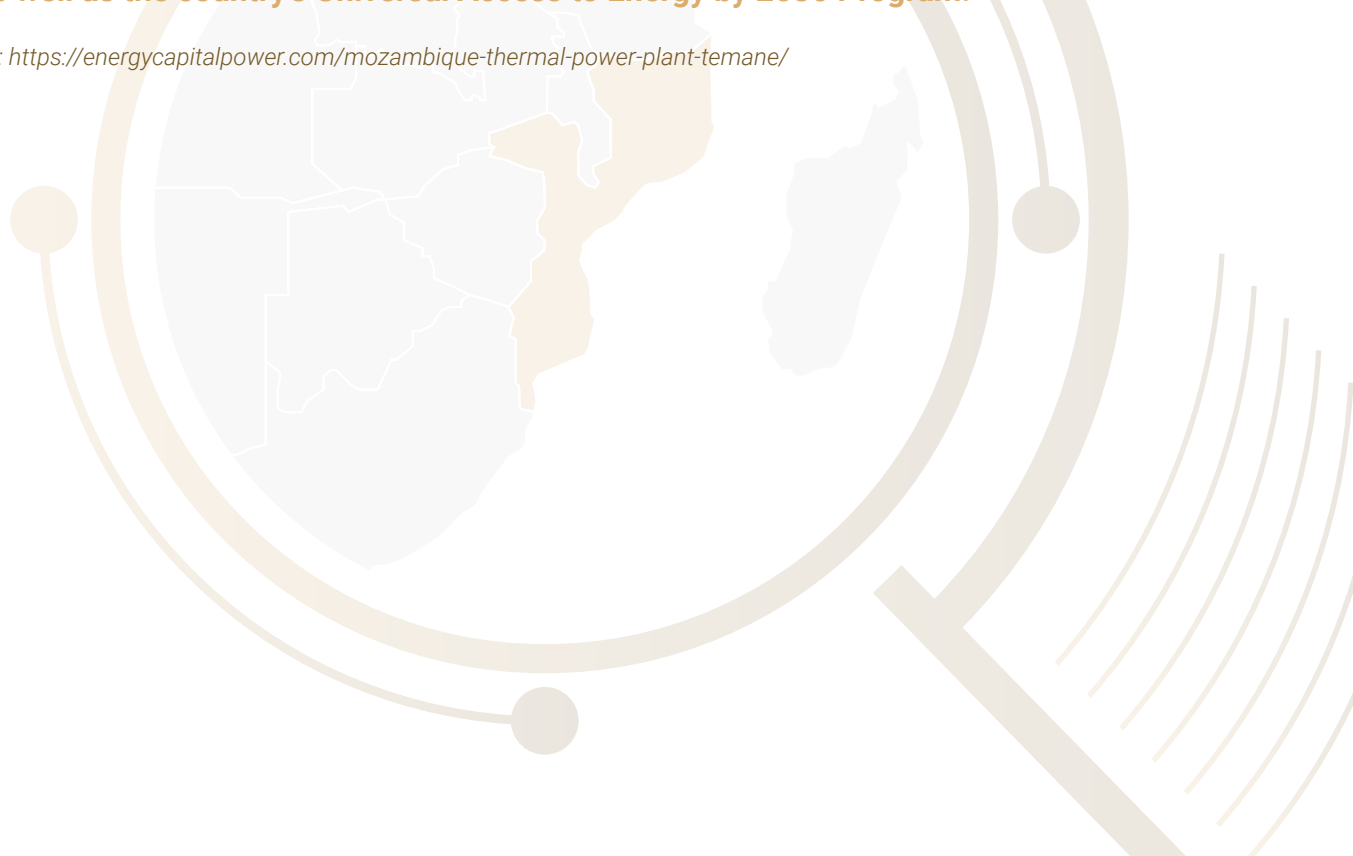 well as the country's Universal Access to Energy by 2030 Program.
: https://energycapitalpower.com/mozambique-thermal-power-plant-temane/